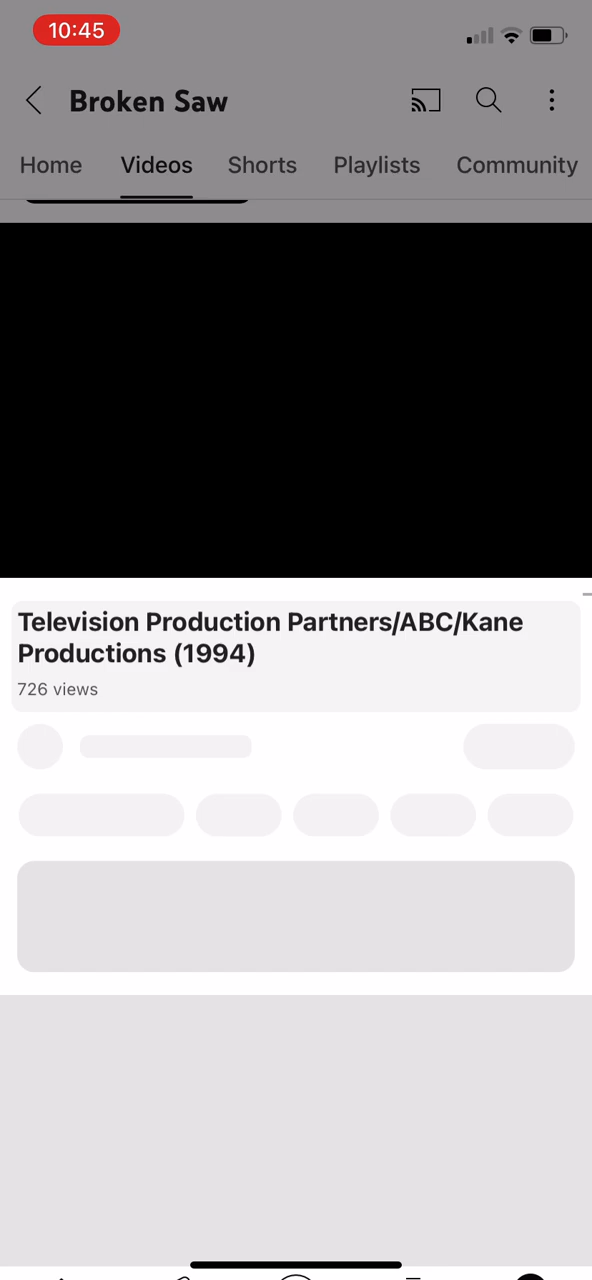 10:45
Broken Saw
Home Videos Shorts Playlists Community
Television Production Partners/ABC/Kane
Productions (1994)
726 views